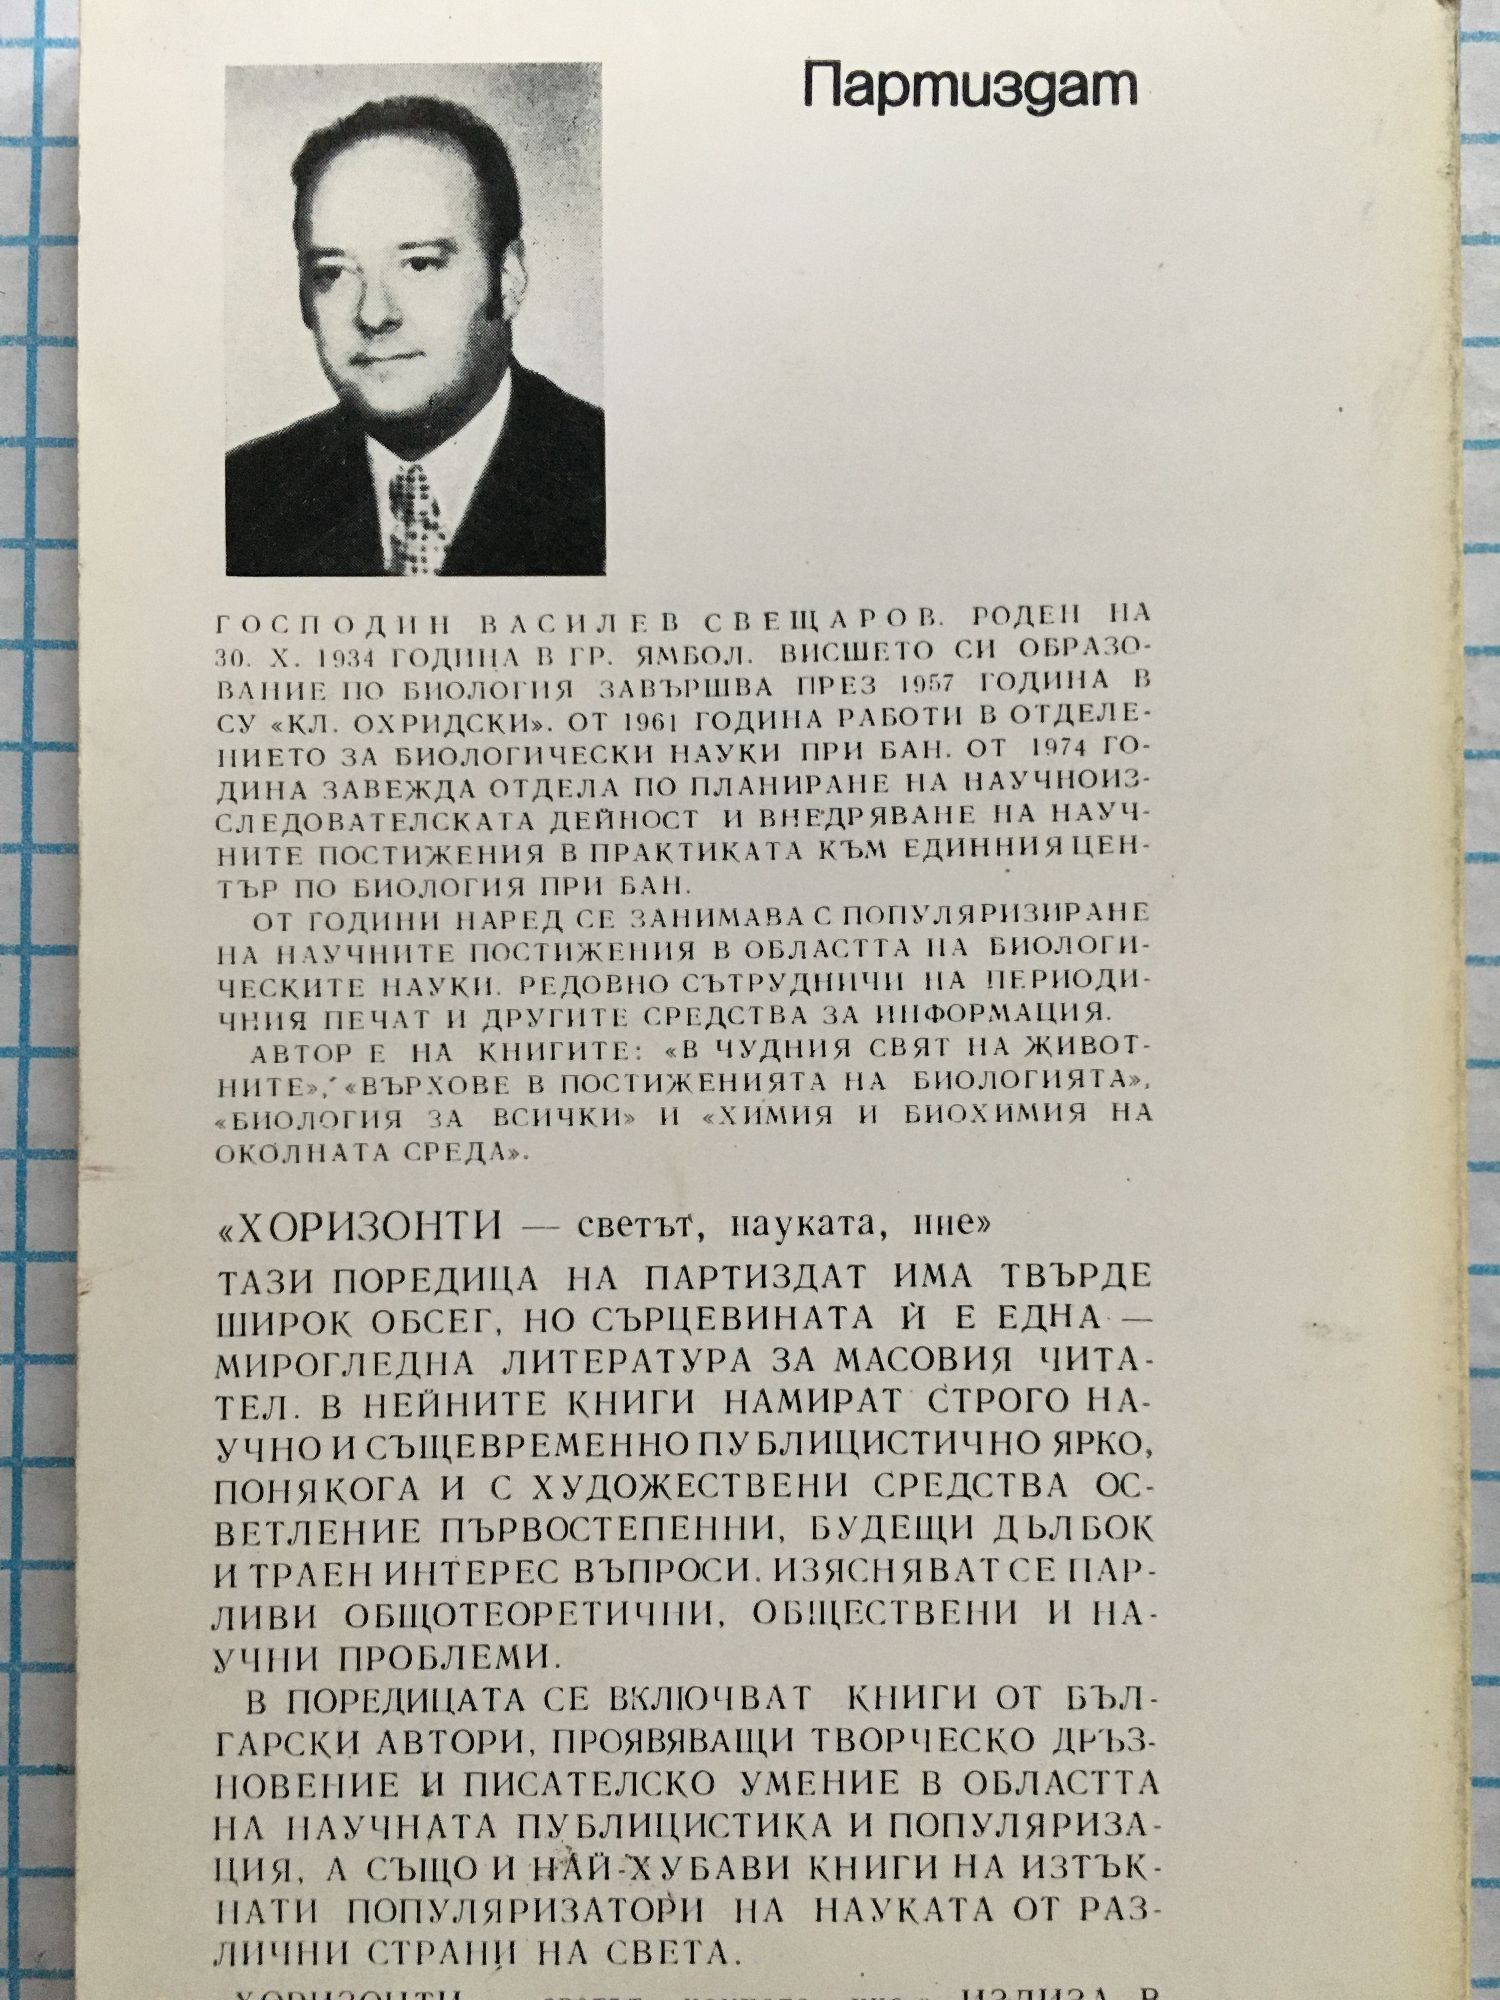 Партиздат
ГОСПОДИН ВАСИЛЕВ СВЕЩАРОВ. РОДЕН НА
30. X. 1934 ГОДИНА В ГР. ЯМБОЛ. ВИСШЕТО СИ ОБРАЗО-
ВАНИЕ ПО БИОЛОГИЯ ЗАВЪРШВА ПРЕЗ 1957 ГОДИНА В
СУ «КЛ. ОХРИДСКИ». ОТ 1961 ГОДИНА РАБОТИ В ОТДЕЛЕ-
НИЕТО ЗА БИОЛОГИЧЕСКИ НАУКИ ПРИ БАН. ОТ 1974 ГО-
ДИНА ЗАВЕЖДА ОТДЕЛА ПО ПЛАНИРАНЕ НА НАУЧНОИЗ-
СЛЕДОВАТЕЛСКАТА ДЕЙНОСТ И ВНЕДРЯВАНЕ НА НАУЧ-
НИТЕ ПОСТИЖЕНИЯ В ПРАКТИКАТА КЪМ ЕДИННИЯ ЦЕН-
ТЪР ПО БИОЛОГИЯ ПРИ БАН.
ОТ ГОДИНИ НАРЕД СЕ ЗАНИМАВА С ПОПУЛЯРИЗИРАНЕ
НА НАУЧНИТЕ ПОСТИЖЕНИЯ В ОБЛАСТТА НА БИОЛОГИ-
ЧЕСКИТЕ НАУКИ. РЕДОВНО СЪТРУДНИЧИ НА ПЕРИОДИ-
ЧНИЯ ПЕЧАТ И ДРУГИТЕ СРЕДСТВА ЗА ИНФОРМАЦИЯ.
АВТОР Е НА КНИГИТЕ: «В ЧУДНИЯ СВЯТ НА ЖИВОТ-
НИТЕ», «ВЪРХОВЕ В ПОСТИЖЕНИЯТА НА БИОЛОГИЯТА»,
«БИОЛОГИЯ ЗА ВСИЧКИ» И «ХИМИЯ И БИОХИМИЯ НА
ОКОЛНАТА СРЕДА».
«ХОРИЗОНТИ — светът, науката, ние»
ТАЗИ ПОРЕДИЦА НА ПАРТИЗДАТ ИМА ТВЪРДЕ
ШИРОК ОБСЕГ, НО СЪРЦЕВИНАТА Й Е ЕДНА —
МИРОГЛЕДНА ЛИТЕРАТУРА ЗА МАСОВИЯ ЧИТА-
ТЕЛ. В НЕЙНИТЕ КНИГИ НАМИРАТ СТРОГО НА-
УЧНО И СЪЩЕВРЕМЕННО ПУБЛИЦИСТИЧНО ЯРКО,
ПОНЯКОГА И С ХУДОЖЕСТВЕНИ СРЕДСТВА ОС-
ВЕТЛЕНИЕ ПЪРВОСТЕПЕННИ, БУДЕЩИ ДЪЛБОК
И ТРАЕН ИНТЕРЕС ВЪПРОСИ. ИЗЯСНЯВАТ СЕ ПАР-
ЛИВИ ОБЩОТЕОРЕТИЧНИ, ОБЩЕСТВЕНИ И НА-
УЧНИ ПРОБЛЕМИ.
В ПОРЕДИЦАТА СЕ ВКЛЮЧВАТ КНИГИ ОТ БЪЛ-
ГАРСКИ АВТОРИ, ПРОЯВЯВАЩИ ТВОРЧЕСКО ДРЪЗ-
НОВЕНИЕ И ПИСАТЕЛСКО УМЕНИЕ В ОБЛАСТТА
НА НАУЧНАТА ПУБЛИЦИСТИКА И ПОПУЛЯРИЗА-
ЦИЯ, А СЪЩО И НАЙ-ХУБАВИ КНИГИ НА ИЗТЪК-
НАТИ ПОПУЛЯРИЗАТОРИ НА НАУКАТА ОТ РАЗ-
ЛИЧНИ СТРАНИ НА СВЕТА.
ИЗЛИЗА В